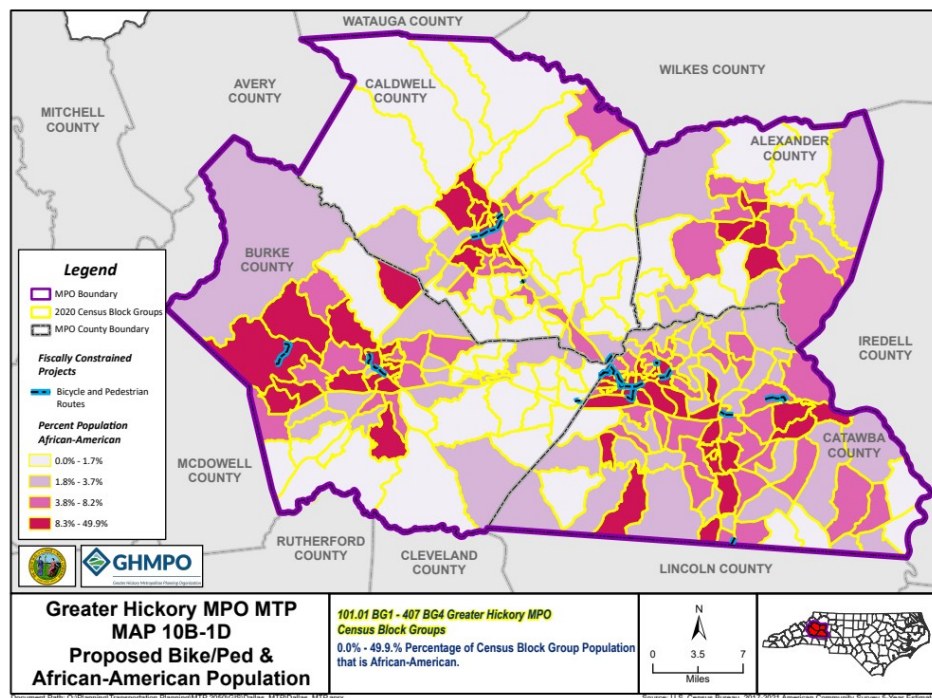 WATAUGA COUNTY
WILKES COUNTY
AVERY
COUNTY
CALDWELL
COUNTY
MITCHELL
COUNTY
ALEXANDER
COUNTY
BURKE
COUNTY
IREDELL
COUNTY
CATAWBA
COUNTY
MCDOWELL
COUNTY
RUTHERFORD
COUNTY
CLEVELAND
COUNTY
LINCOLN COUNTY
Legend
MPO Boundary
2020 Census Block Groups
MPO County Boundary
Fiscally Constrained
Projects
Bicycle and Pedestrian
Routes
Percent Population
African-American
0.0% - 1.7%
1.8% - 3.7%
3.8% - 8.2%
8.3% - 49.9%
GHMPO
Greater Hickory Metropolitan Planning Organization
Greater Hickory MPO MTP
MAP 10B-1D
Proposed Bike/Ped &
African-American Population
101.01 BG1 - 407 BG4 Greater Hickory MPO
Census Block Groups
0.0% - 49.9.% Percentage of Census Block Group Population
that is African-American.
N
0 3.5 7
Miles